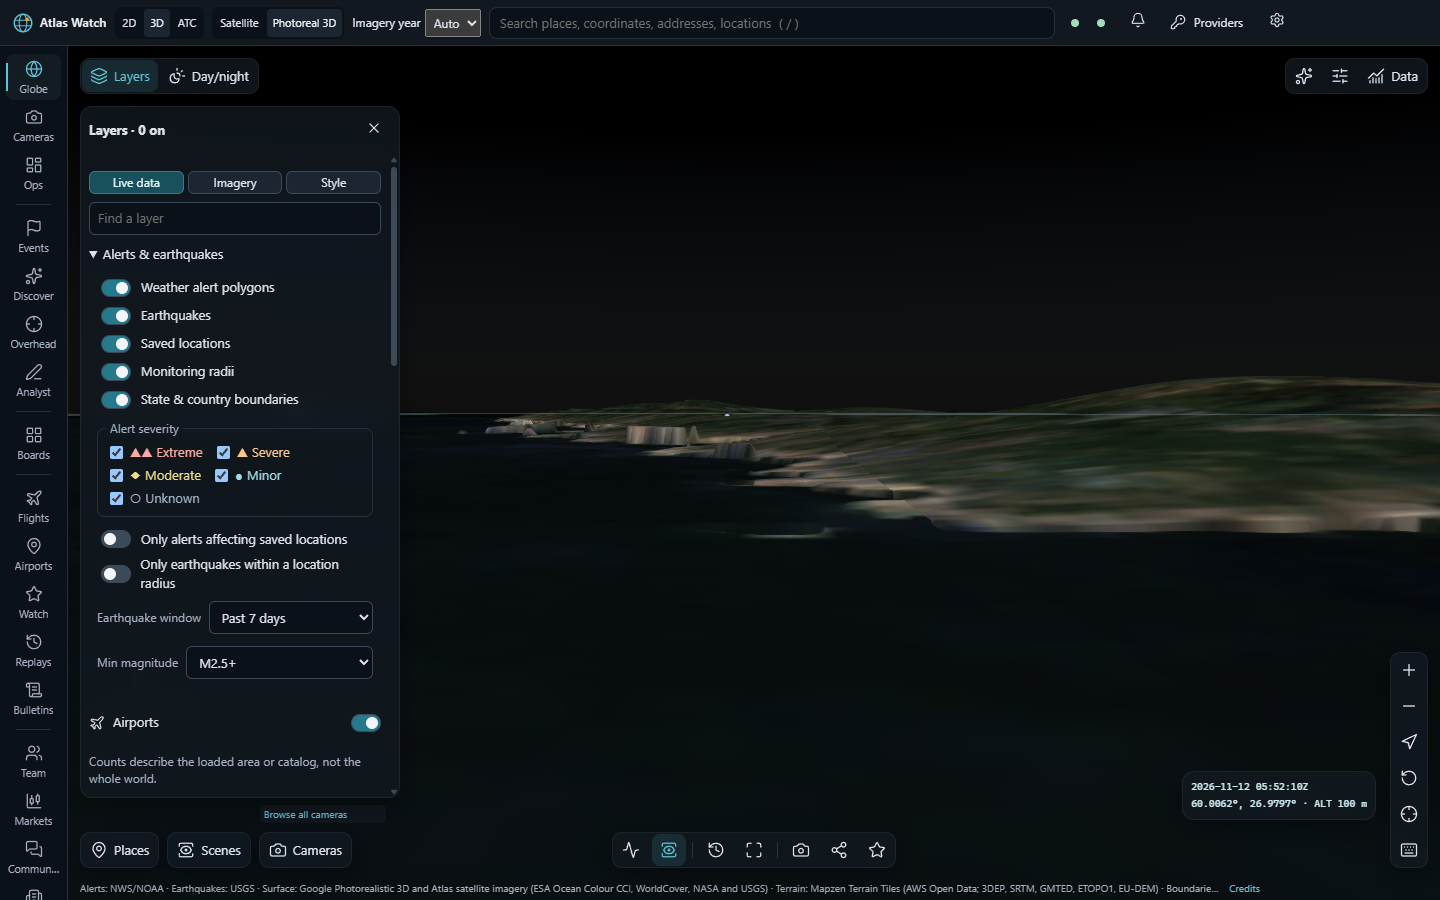 Atlas Watch
2D 3D ATC
Satellite Photoreal 3D
Imagery year Auto
Search places, coordinates, addresses, locations ( / )
Providers
Globe
Cameras
Ops
Events
Discover
Overhead
Analyst
Boards
Flights
Airports
Watch
Replays
Bulletins
Team
Markets
Commun...
Layers Day/night
Data
Layers · 0 on
Live data Imagery Style
Find a layer
▼ Alerts & earthquakes
Weather alert polygons
Earthquakes
Saved locations
Monitoring radii
State & country boundaries
Alert severity
Extreme Severe
Moderate Minor
Unknown
Only alerts affecting saved locations
Only earthquakes within a location
radius
Earthquake window Past 7 days
Min magnitude M2.5+
Airports
Counts describe the loaded area or catalog, not the
whole world.
Browse all cameras
Places Scenes Cameras
2026-11-12 05:52:10Z
60.0062°, 26.9797° · ALT 100 m
Alerts: NWS/NOAA · Earthquakes: USGS · Surface: Google Photorealistic 3D and Atlas satellite imagery (ESA Ocean Colour CCI, WorldCover, NASA and USGS) · Terrain: Mapzen Terrain Tiles (AWS Open Data; 3DEP, SRTM, GMTED, ETOPO1, EU-DEM) · Boundarie... Credits